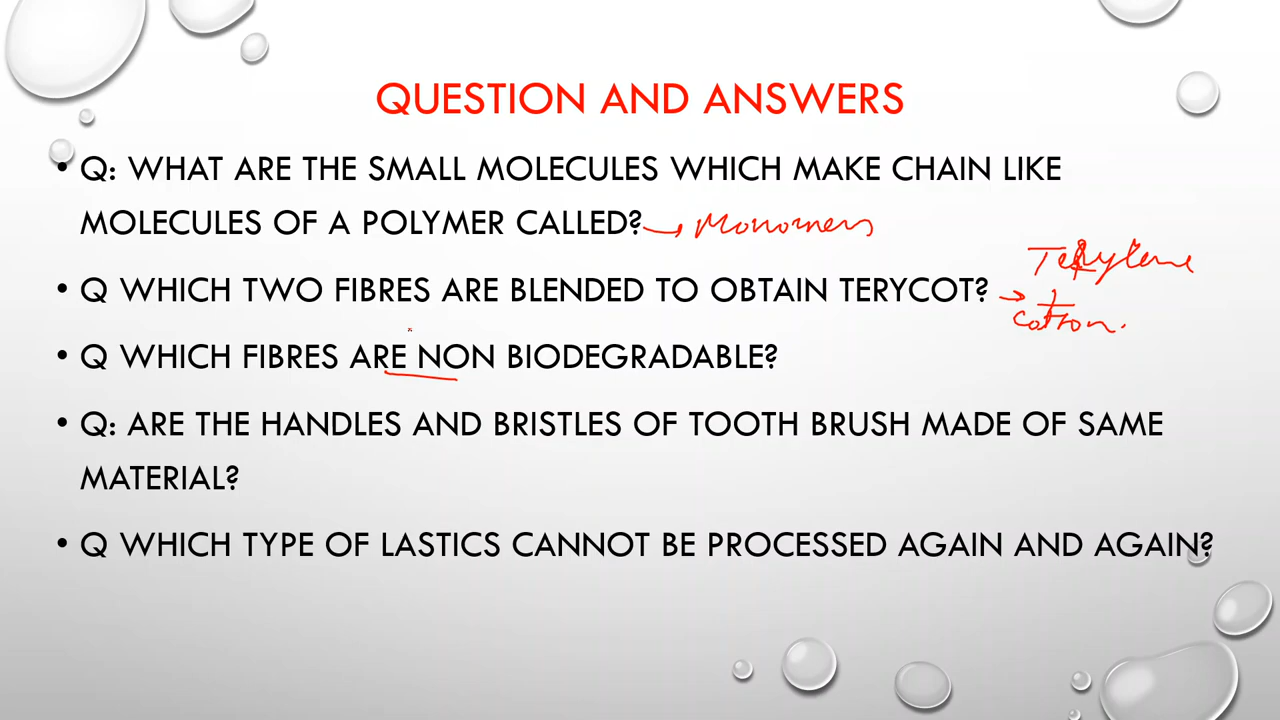 QUESTION AND ANSWERS
• Q: WHAT ARE THE SMALL MOLECULES WHICH MAKE CHAIN LIKE
MOLECULES OF A POLYMER CALLED? → Monomers
Terylene
• Q WHICH TWO FIBRES ARE BLENDED TO OBTAIN TERYCOT? → +
cotton.
• Q WHICH FIBRES ARE NON BIODEGRADABLE?
• Q: ARE THE HANDLES AND BRISTLES OF TOOTH BRUSH MADE OF SAME
MATERIAL?
• Q WHICH TYPE OF LASTICS CANNOT BE PROCESSED AGAIN AND AGAIN?